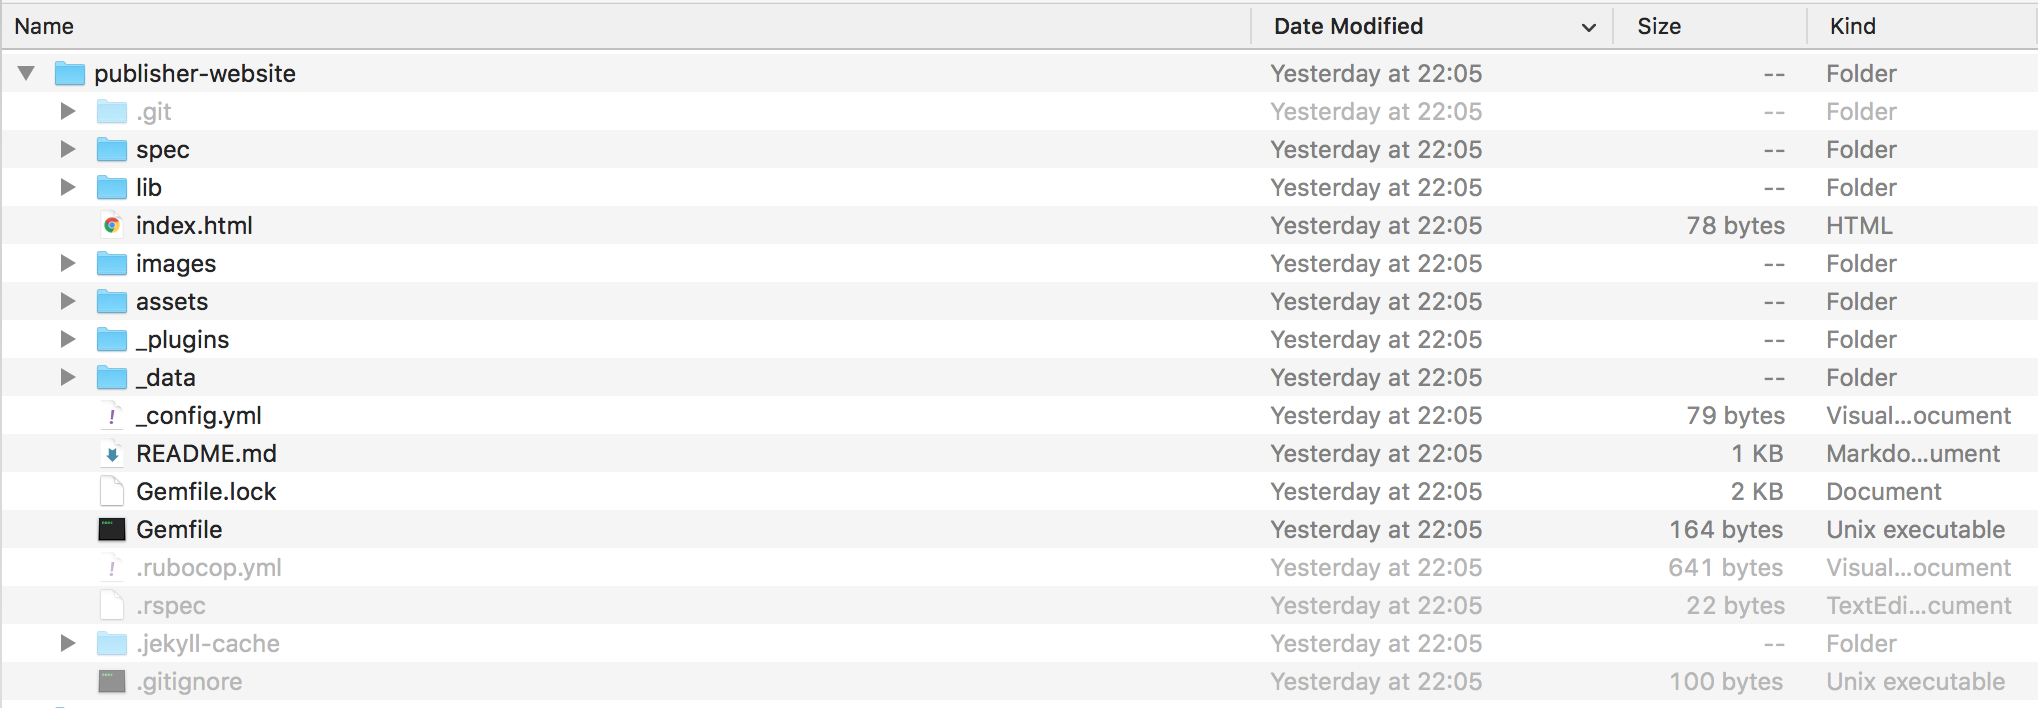 Name Date Modified Size Kind
publisher-website Yesterday at 22:05 -- Folder
.git Yesterday at 22:05 -- Folder
spec Yesterday at 22:05 -- Folder
lib Yesterday at 22:05 -- Folder
index.html Yesterday at 22:05 78 bytes HTML
images Yesterday at 22:05 -- Folder
assets Yesterday at 22:05 -- Folder
_plugins Yesterday at 22:05 -- Folder
_data Yesterday at 22:05 -- Folder
_config.yml Yesterday at 22:05 79 bytes Visual...ocument
README.md Yesterday at 22:05 1 KB Markdo...ument
Gemfile.lock Yesterday at 22:05 2 KB Document
Gemfile Yesterday at 22:05 164 bytes Unix executable
.rubocop.yml Yesterday at 22:05 641 bytes Visual...ocument
.rspec Yesterday at 22:05 22 bytes TextEdi...cument
.jekyll-cache Yesterday at 22:05 -- Folder
.gitignore Yesterday at 22:05 100 bytes Unix executable